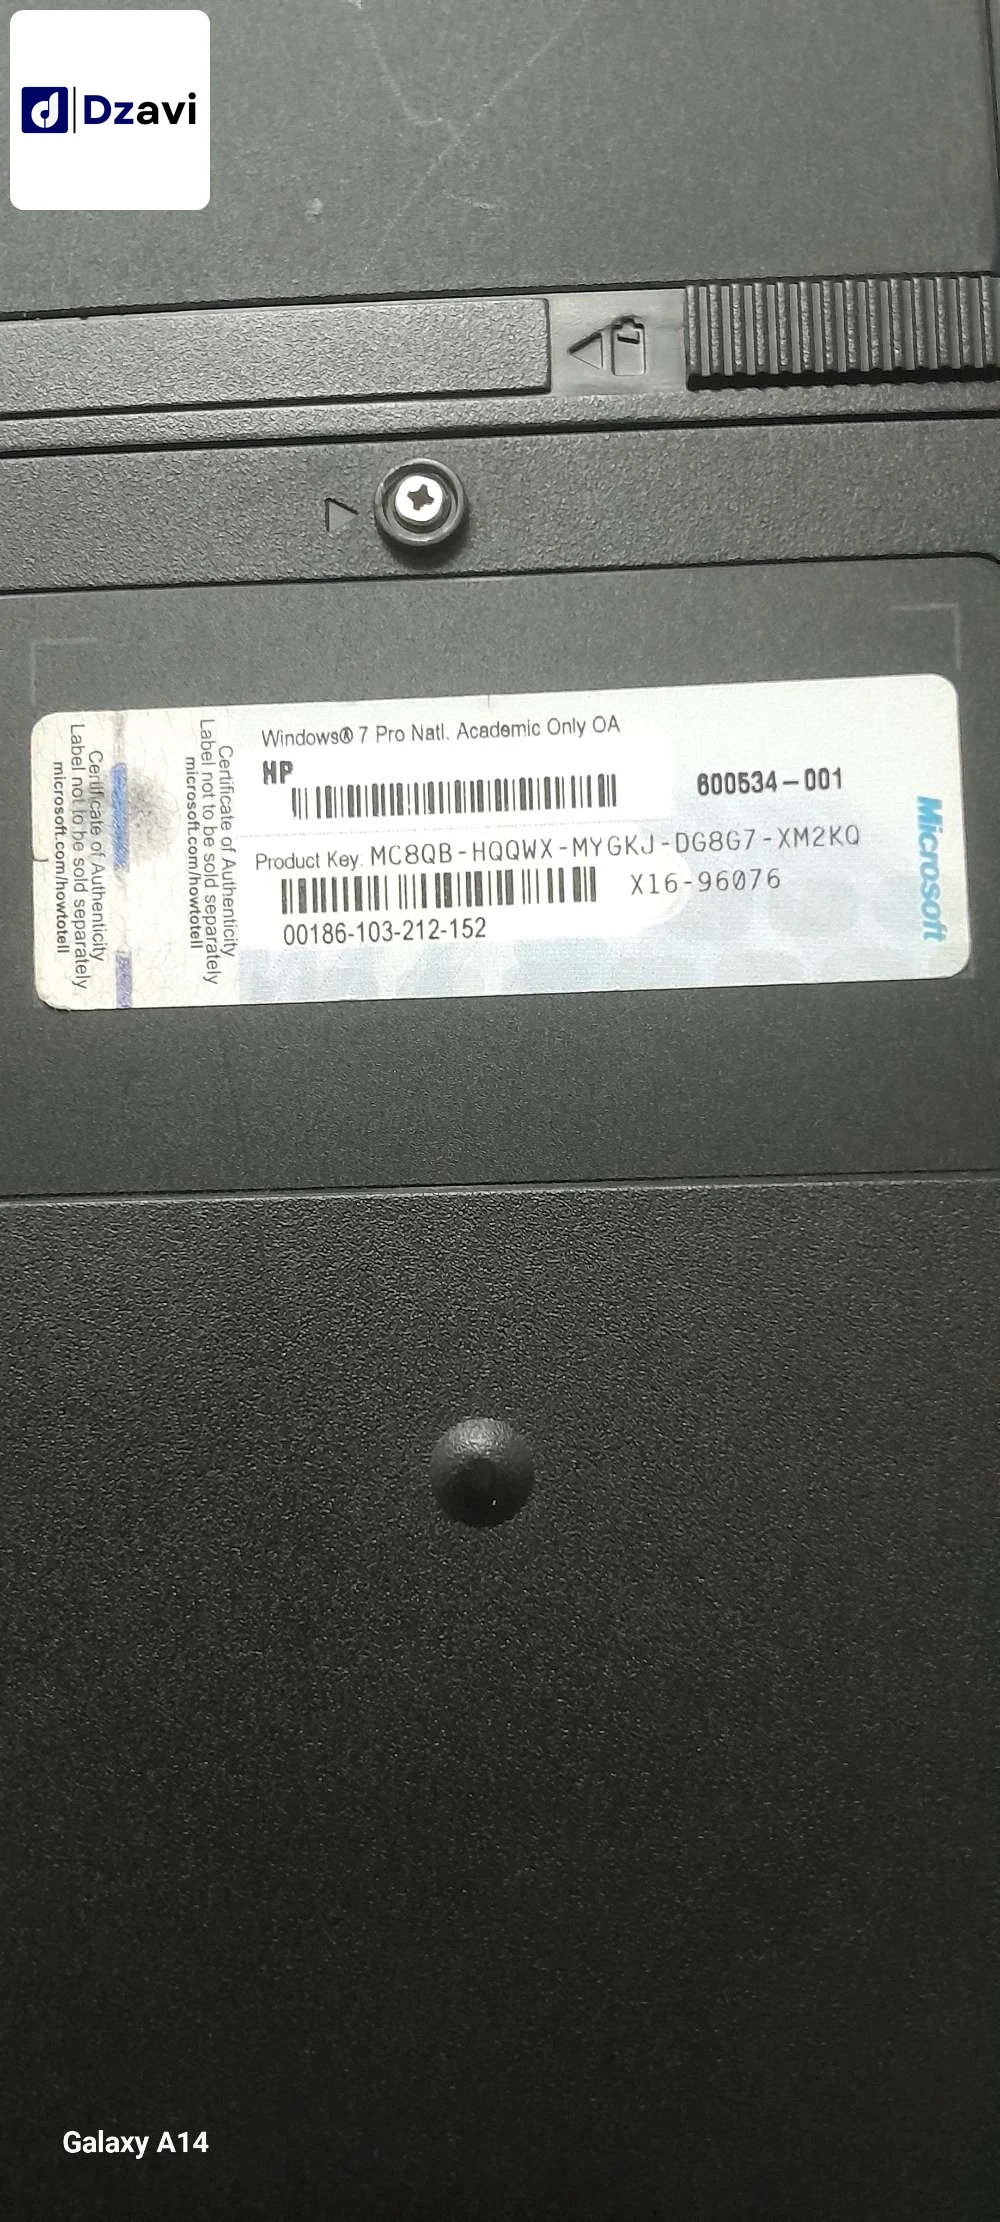 Dzavi
Windows® 7 Pro Natl. Academic Only OA
HP
600534-001
Product Key: MC8QB-HQQWX-MYGKJ-DG8G7-XM2KQ
X16-96076
00186-103-212-152
Certificate of Authenticity
Label not to be sold separately
microsoft.com/howtotell
Certificate of Authenticity
Label not to be sold separately
microsoft.com/howtotell
Microsoft
Galaxy A14